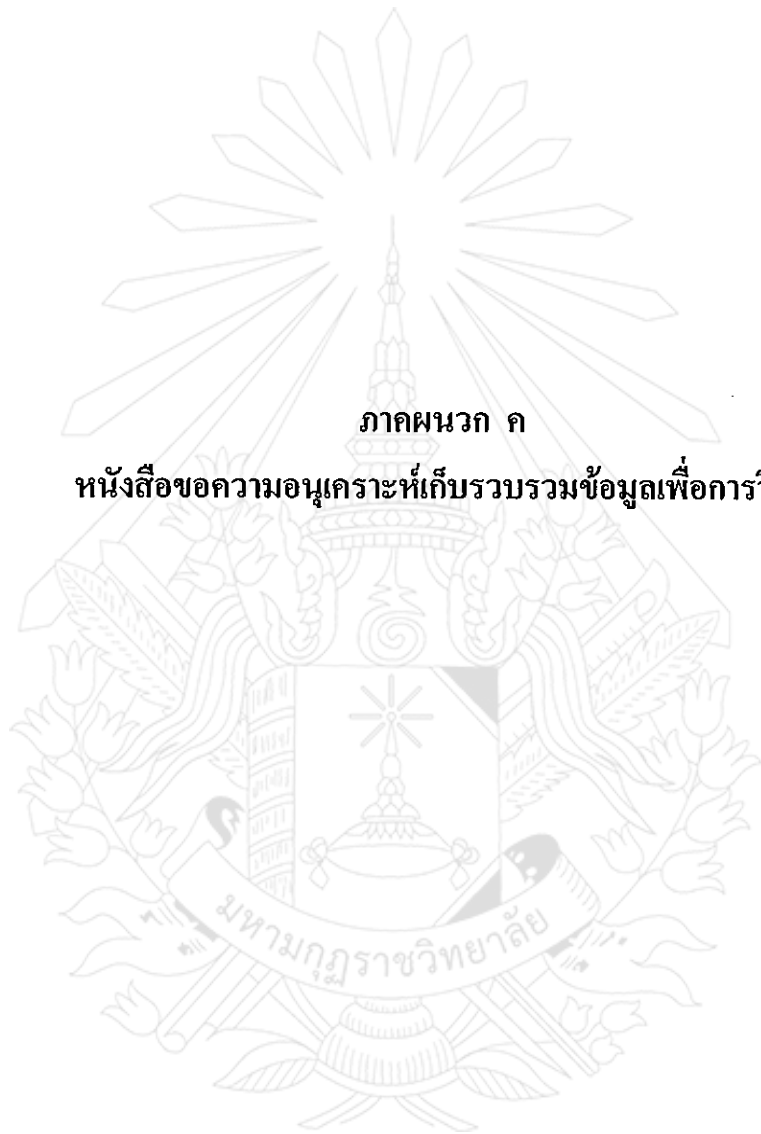 ภาคผนวก ค
หนังสือขอความอนุเคราะห์เก็บรวบรวมข้อมูลเพื่อการ
มหามกุฏราชวิทยาลัย